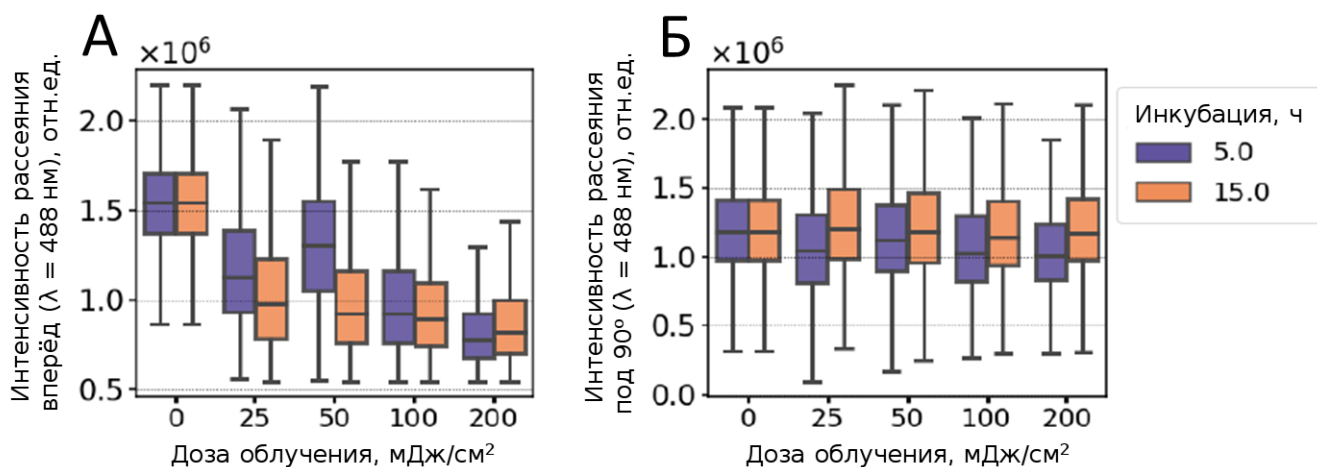 А
×10⁶
Интенсивность рассеяния
вперёд (λ = 488 нм), отн.ед.
2.0
1.5
1.0
0.5
0 25 50 100 200
Доза облучения, мДж/см²
Б
×10⁶
Интенсивность рассеяния
под 90º (λ = 488 нм), отн.ед.
2.0
1.5
1.0
0.5
0.0
0 25 50 100 200
Доза облучения, мДж/см²
Инкубация, ч
5.0
15.0